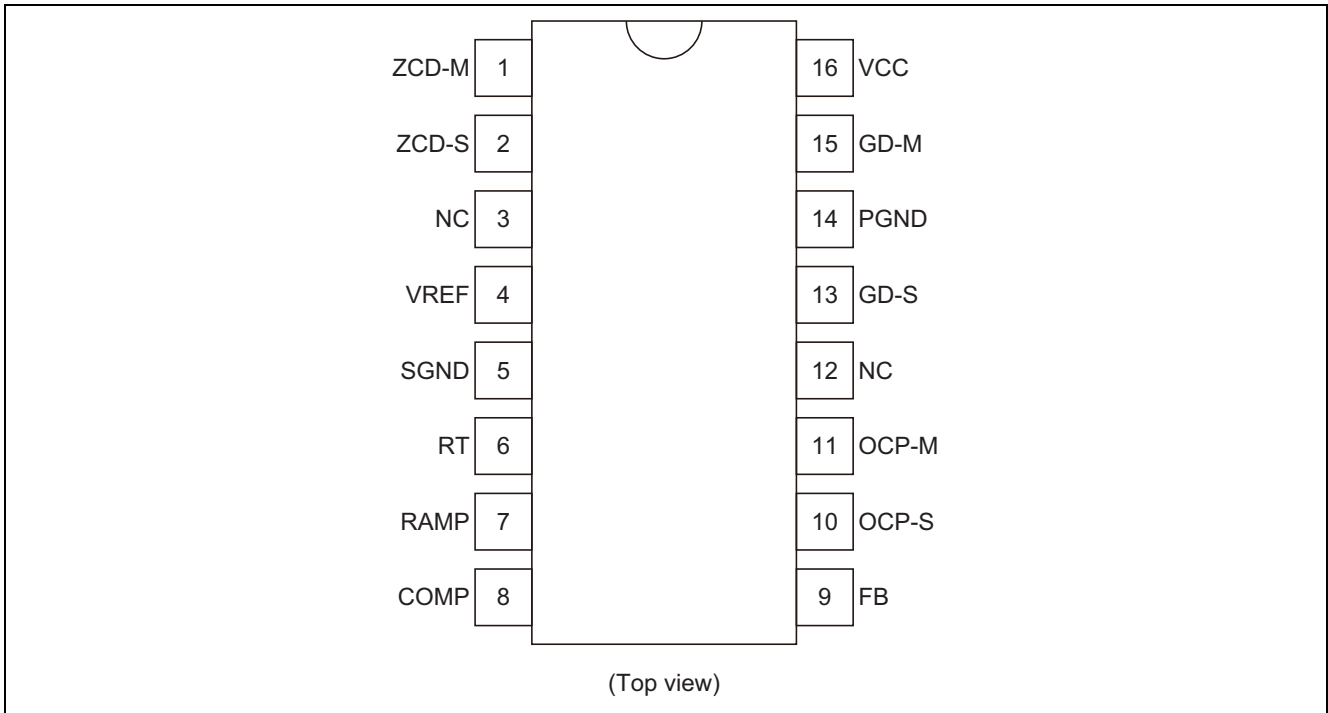 ZCD-M 1 16 VCC
ZCD-S 2 15 GD-M
NC 3 14 PGND
VREF 4 13 GD-S
SGND 5 12 NC
RT 6 11 OCP-M
RAMP 7 10 OCP-S
COMP 8 9 FB
(Top view)